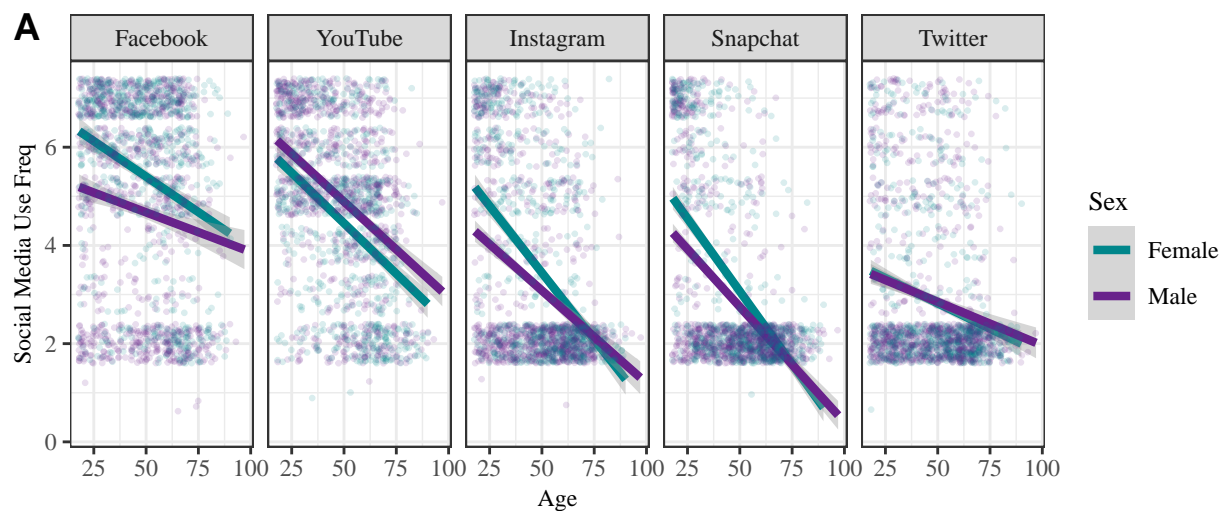 A
Facebook YouTube Instagram Snapchat Twitter
Social Media Use Freq
6
4
2
0
25 50 75 100 25 50 75 100 25 50 75 100 25 50 75 100 25 50 75 100
Age
Sex
Female
Male